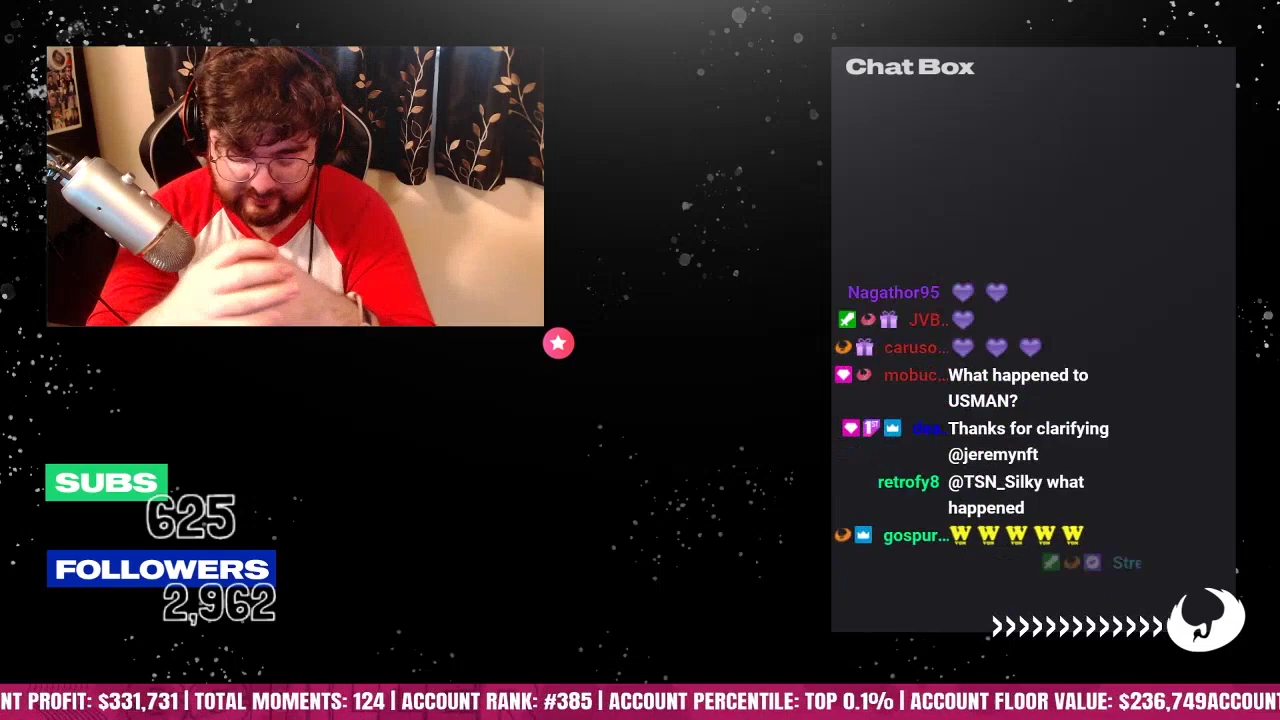 Chat Box
Nagathor95
JVB..
caruso...
mobuc... What happened to
USMAN?
Thanks for clarifying
@jeremynft
retrofy8 @TSN_Silky what
happened
gospur... W W W W W
Stre
SUBS
625
FOLLOWERS
2,962
NT PROFIT: $331,731 | TOTAL MOMENTS: 124 | ACCOUNT RANK: #385 | ACCOUNT PERCENTILE: TOP 0.1% | ACCOUNT FLOOR VALUE: $236,749ACCOUN